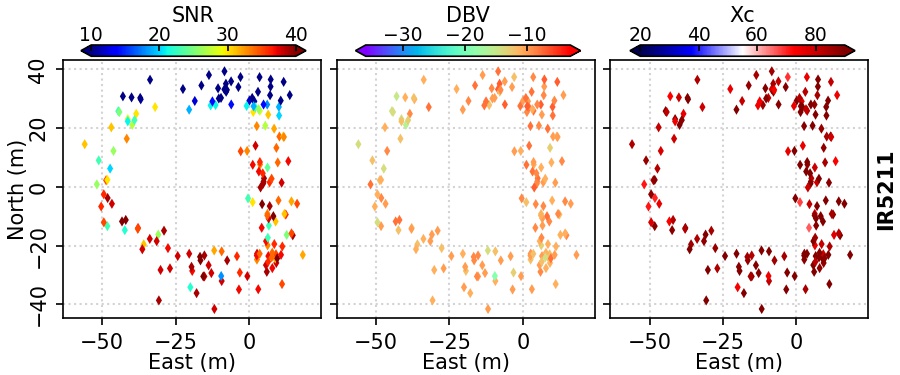 SNR DBV Xc
10 20 30 40 −30 −20 −10 20 40 60 80
40
20
0
−20
−40
North (m)
−50 −25 0 −50 −25 0 −50 −25 0
East (m) East (m) East (m)
IR5211